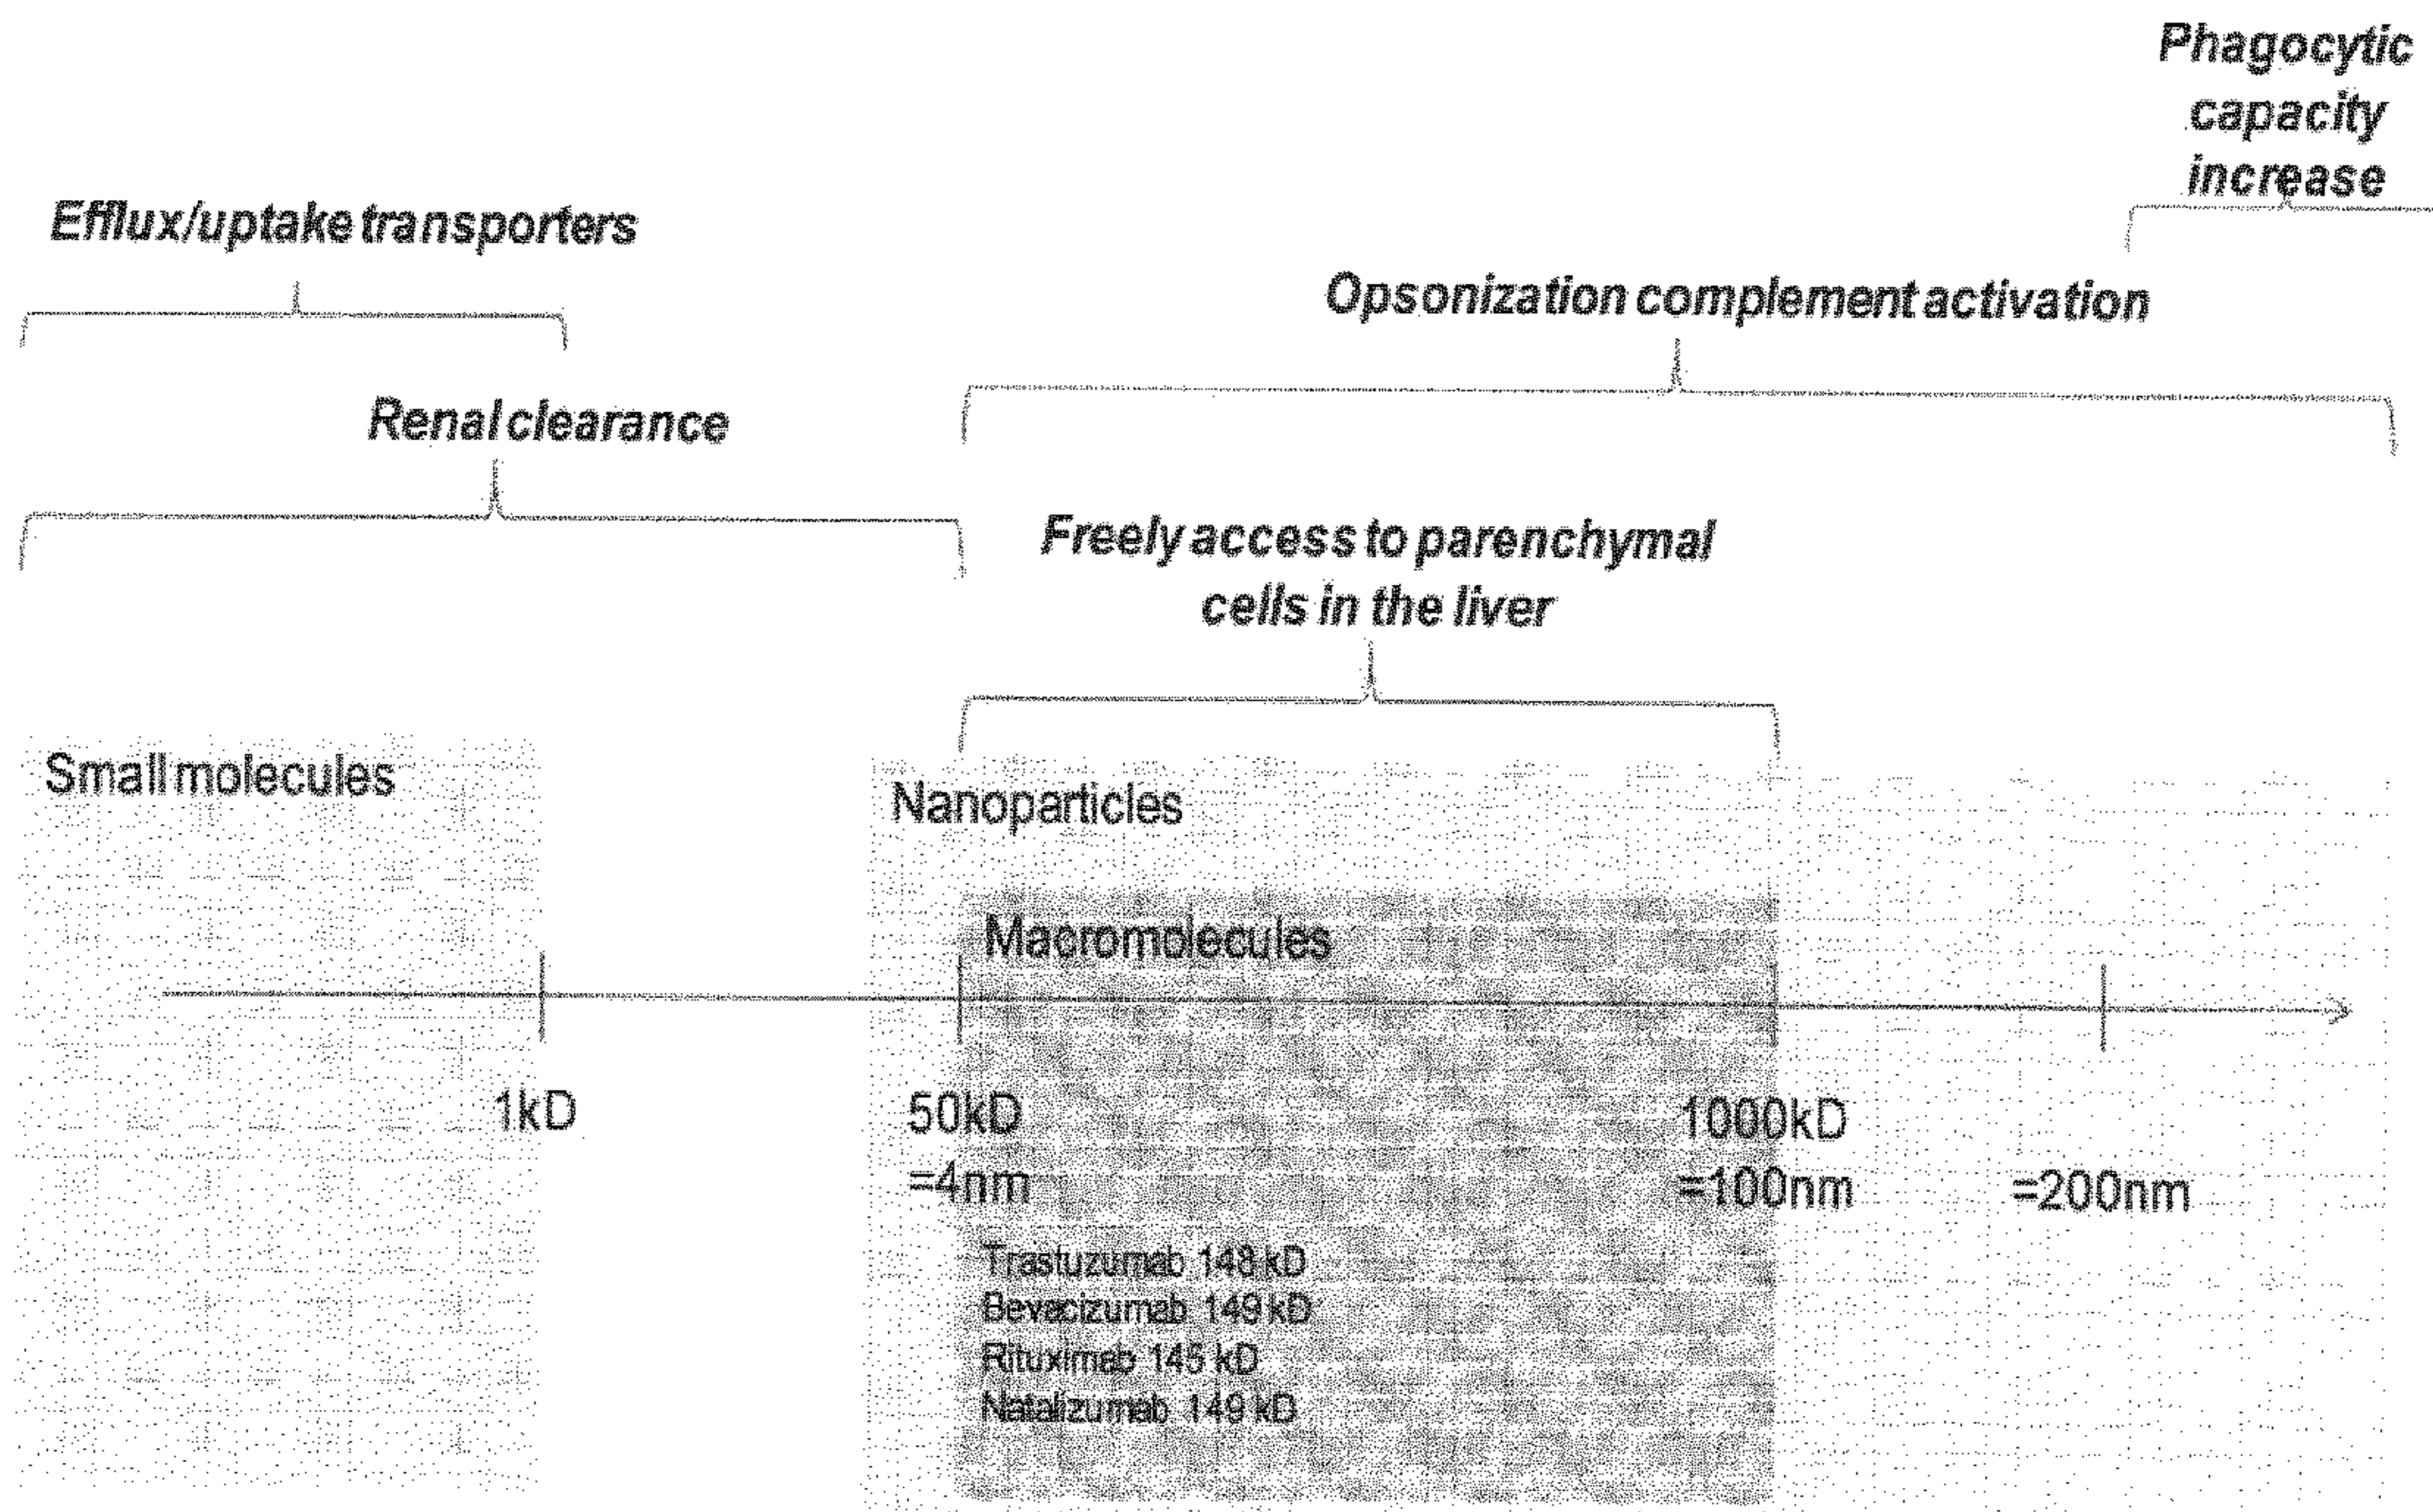 Phagocytic
capacity
increase
Efflux/uptake transporters
Opsonization complement activation
Renal clearance
Freely access to parenchymal
cells in the liver
Small molecules
Nanoparticles
Macromolecules
1kD
50kD
=4nm
1000kD
=100nm
=200nm
Trastuzumab 148 kD
Bevacizumab 149 kD
Rituximab 145 kD
Natalizumab 149 kD